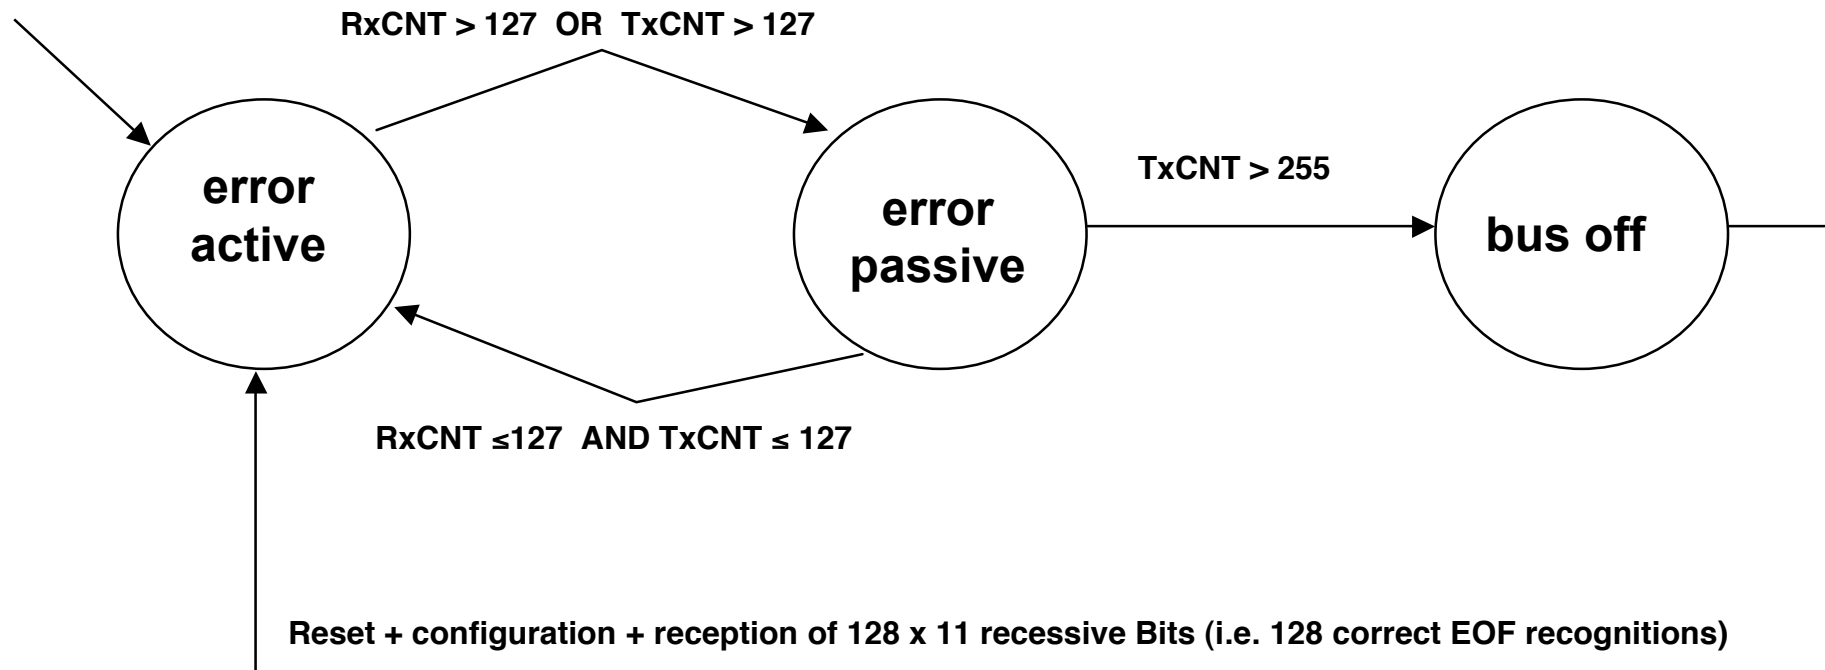 RxCNT > 127 OR TxCNT > 127
error
active
error
passive
TxCNT > 255
bus off
RxCNT ≤127 AND TxCNT ≤ 127
Reset + configuration + reception of 128 x 11 recessive Bits (i.e. 128 correct EOF recognitions)